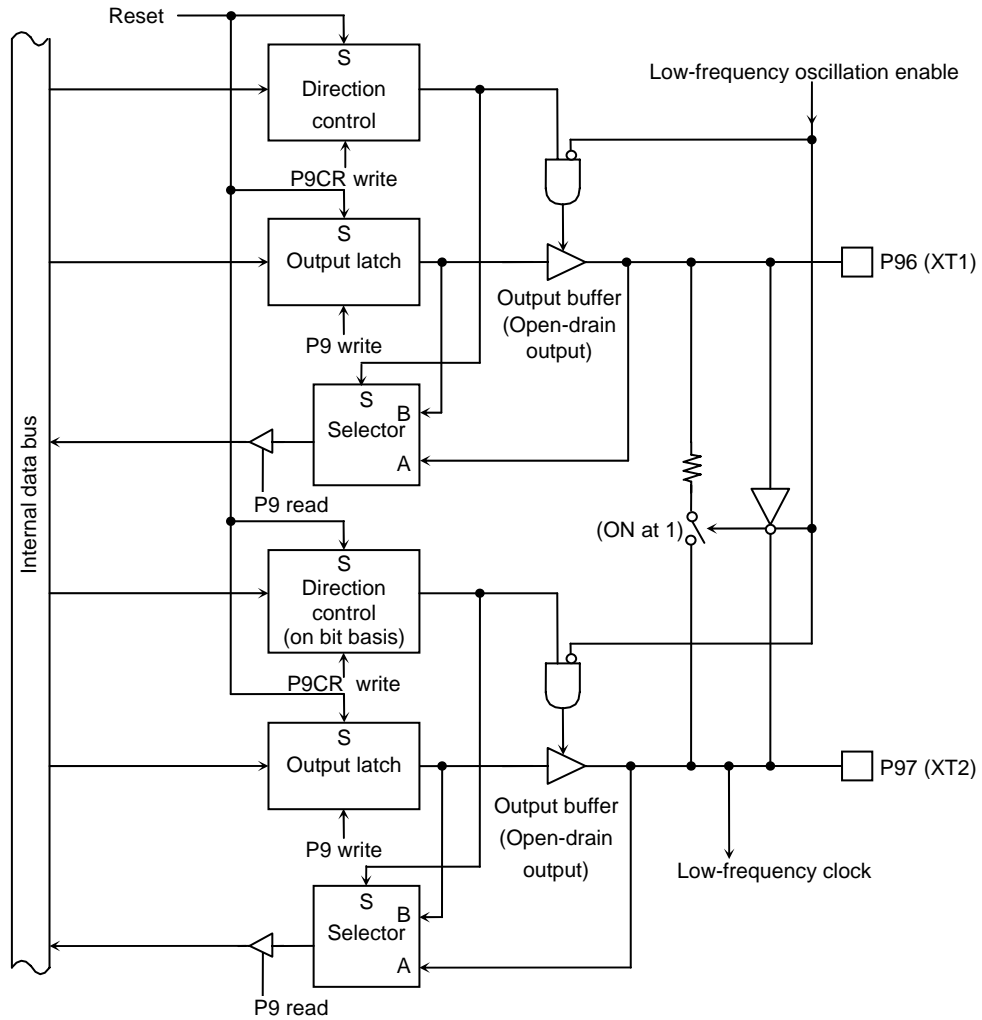 Reset
S
Direction
control
Low-frequency oscillation enable
P9CR write
S
Output latch
P96 (XT1)
Output buffer
(Open-drain
output)
P9 write
S
B
Selector
A
P9 read
Internal data bus
(ON at 1)
S
Direction
control
(on bit basis)
P9CR write
S
Output latch
P97 (XT2)
Output buffer
(Open-drain
output)
P9 write
Low-frequency clock
S
B
Selector
A
P9 read